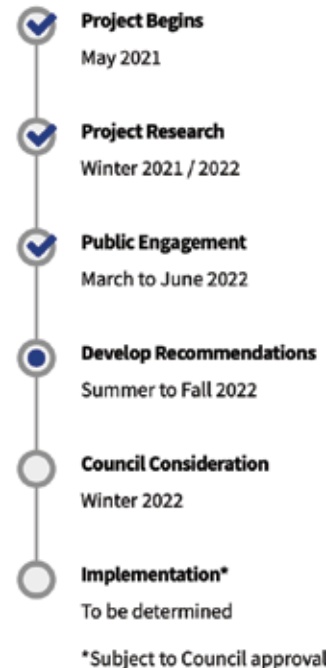 Project Begins
May 2021
Project Research
Winter 2021 / 2022
Public Engagement
March to June 2022
Develop Recommendations
Summer to Fall 2022
Council Consideration
Winter 2022
Implementation*
To be determined
*Subject to Council approval